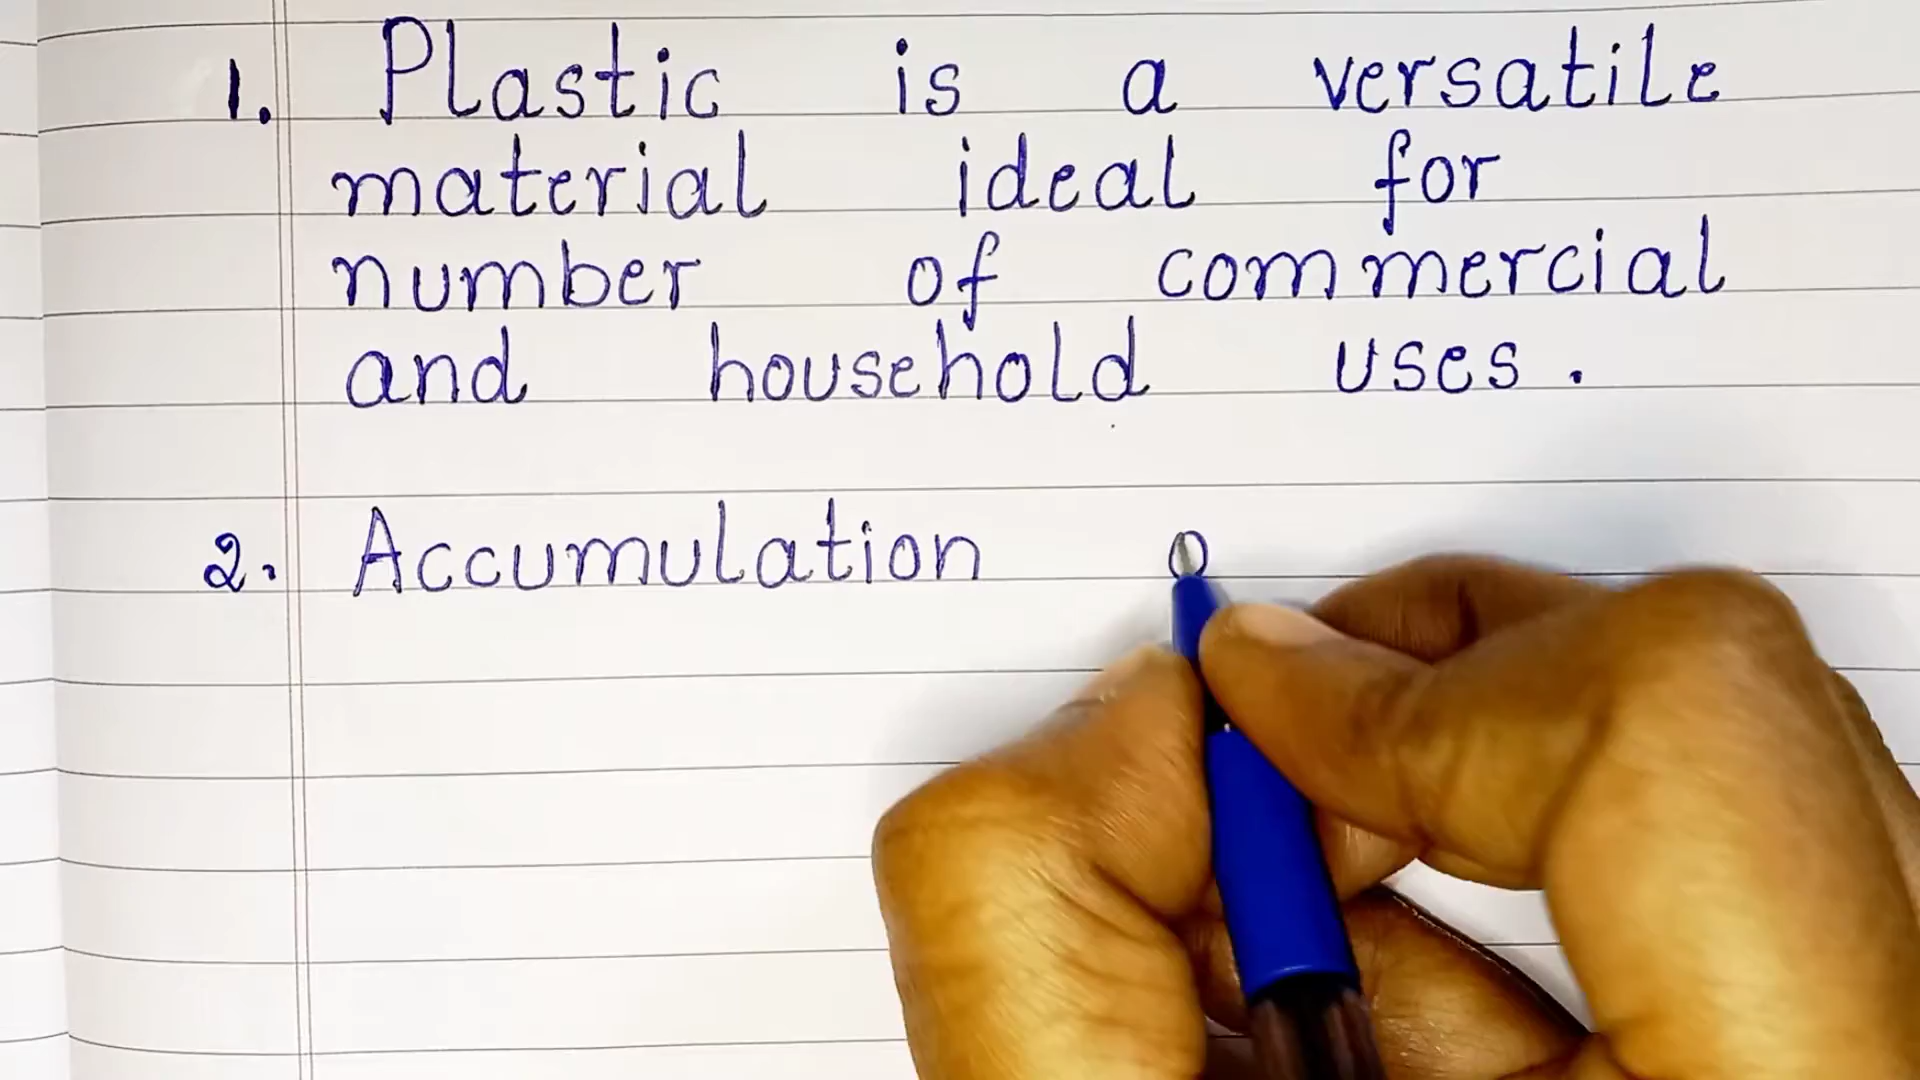 1. Plastic is a versatile
material ideal for
number of commercial
and household uses.
2. Accumulation o